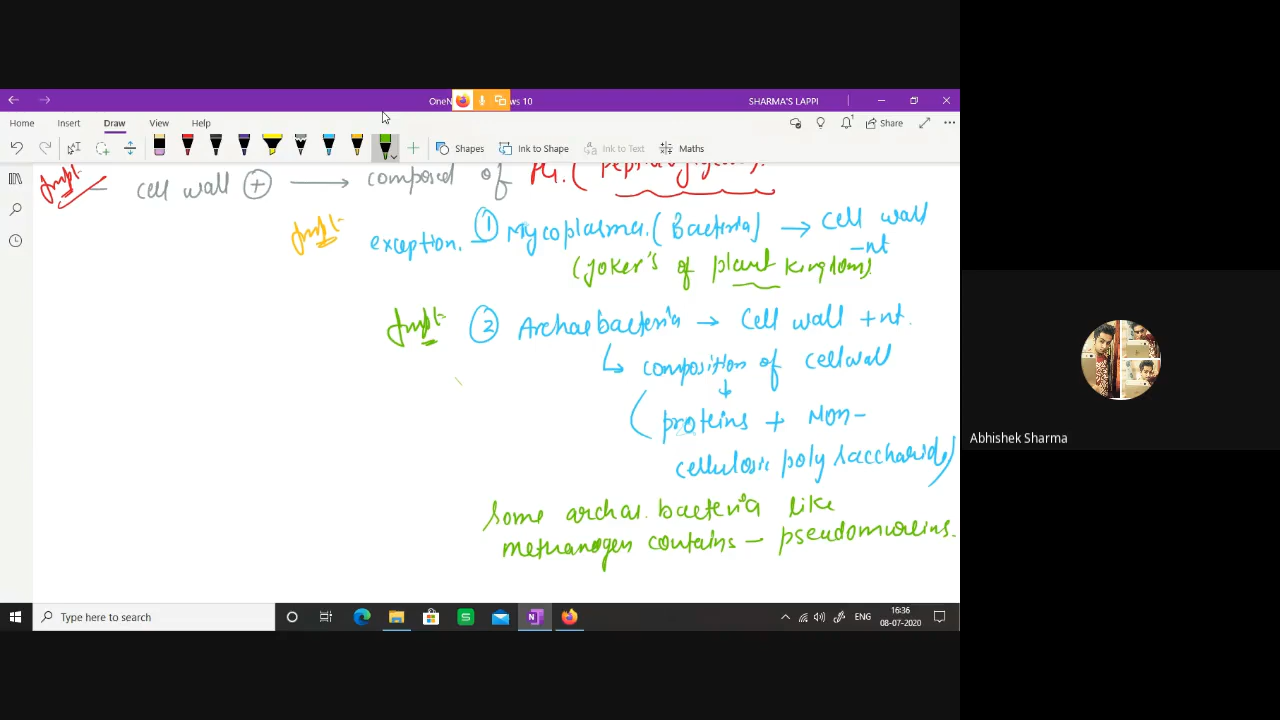 OneN ws 10 SHARMA'S LAPPI
Home Insert Draw View Help Share
Shapes Ink to Shape Ink to Text Maths
Impt- cell wall + → composed of PG. ( peptidoglycan).
Impt- exception. - 1 Mycoplasma. ( Bacteria) → cell wall
-nt
(Joker's of plant kingdom).
Impt- 2 Archaebacteria → cell wall +nt.
composition of cellwall
( proteins + Non-
cellulosic poly saccharide)
Some archae. bacteria like
methanogen contains - pseudomureins.
Abhishek Sharma
Type here to search
ENG 16:36
08-07-2020